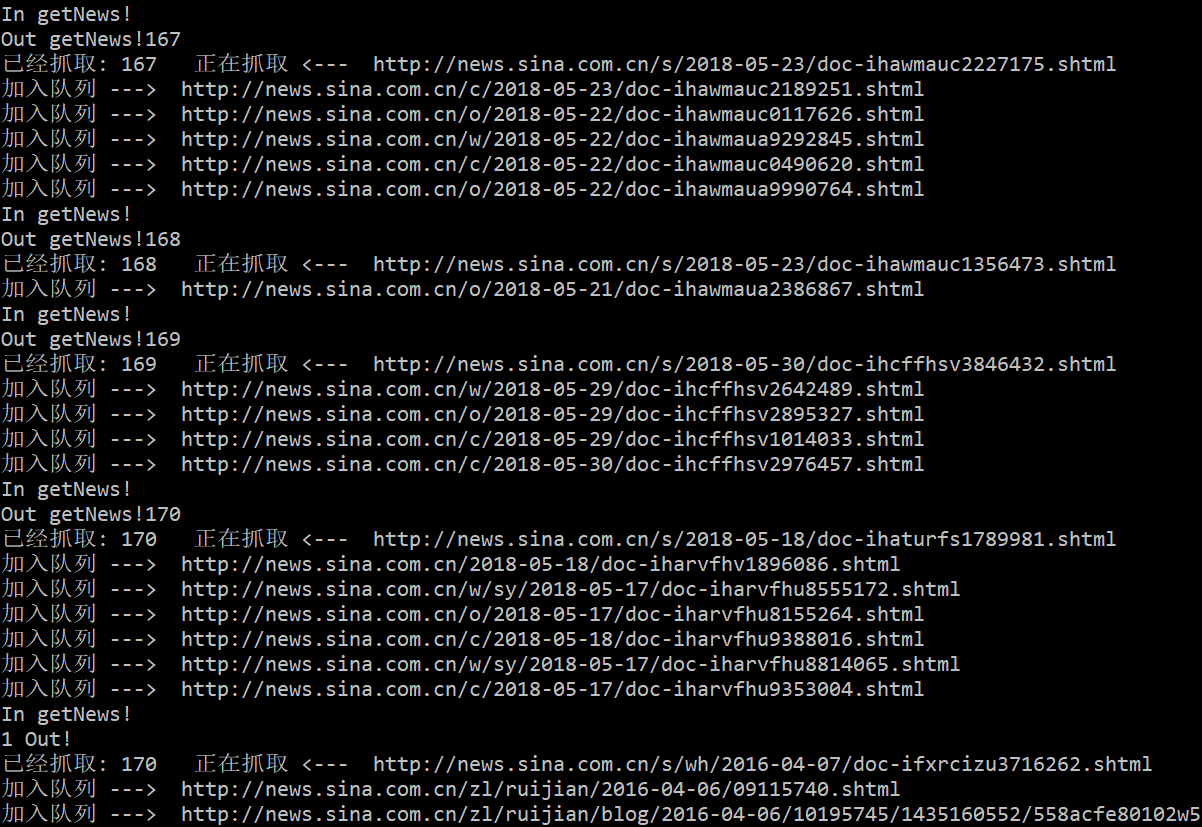 In getNews!
Out getNews!167
已经抓取: 167   正在抓取 <---  http://news.sina.com.cn/s/2018-05-23/doc-ihawmauc2227175.shtml
加入队列 --->  http://news.sina.com.cn/c/2018-05-23/doc-ihawmauc2189251.shtml
加入队列 --->  http://news.sina.com.cn/o/2018-05-22/doc-ihawmauc0117626.shtml
加入队列 --->  http://news.sina.com.cn/w/2018-05-22/doc-ihawmaua9292845.shtml
加入队列 --->  http://news.sina.com.cn/c/2018-05-22/doc-ihawmauc0490620.shtml
加入队列 --->  http://news.sina.com.cn/o/2018-05-22/doc-ihawmaua9990764.shtml
In getNews!
Out getNews!168
已经抓取: 168   正在抓取 <---  http://news.sina.com.cn/s/2018-05-23/doc-ihawmauc1356473.shtml
加入队列 --->  http://news.sina.com.cn/o/2018-05-21/doc-ihawmaua2386867.shtml
In getNews!
Out getNews!169
已经抓取: 169   正在抓取 <---  http://news.sina.com.cn/s/2018-05-30/doc-ihcffhsv3846432.shtml
加入队列 --->  http://news.sina.com.cn/w/2018-05-29/doc-ihcffhsv2642489.shtml
加入队列 --->  http://news.sina.com.cn/o/2018-05-29/doc-ihcffhsv2895327.shtml
加入队列 --->  http://news.sina.com.cn/c/2018-05-29/doc-ihcffhsv1014033.shtml
加入队列 --->  http://news.sina.com.cn/c/2018-05-30/doc-ihcffhsv2976457.shtml
In getNews!
Out getNews!170
已经抓取: 170   正在抓取 <---  http://news.sina.com.cn/s/2018-05-18/doc-ihaturfs1789981.shtml
加入队列 --->  http://news.sina.com.cn/2018-05-18/doc-iharvfhv1896086.shtml
加入队列 --->  http://news.sina.com.cn/w/sy/2018-05-17/doc-iharvfhu8555172.shtml
加入队列 --->  http://news.sina.com.cn/o/2018-05-17/doc-iharvfhu8155264.shtml
加入队列 --->  http://news.sina.com.cn/c/2018-05-18/doc-iharvfhu9388016.shtml
加入队列 --->  http://news.sina.com.cn/w/sy/2018-05-17/doc-iharvfhu8814065.shtml
加入队列 --->  http://news.sina.com.cn/c/2018-05-17/doc-iharvfhu9353004.shtml
In getNews!
1 Out!
已经抓取: 170   正在抓取 <---  http://news.sina.com.cn/s/wh/2016-04-07/doc-ifxrcizu3716262.shtml
加入队列 --->  http://news.sina.com.cn/zl/ruijian/2016-04-06/09115740.shtml
加入队列 --->  http://news.sina.com.cn/zl/ruijian/blog/2016-04-06/10195745/1435160552/558acfe80102w5